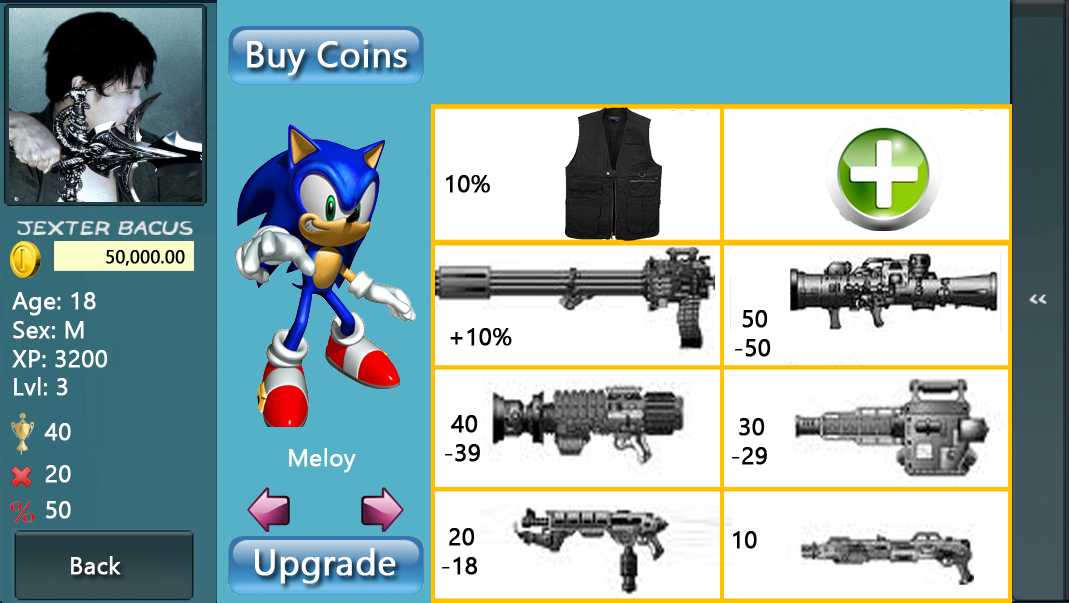 JEXTER BACUS
50,000.00
Age: 18
Sex: M
XP: 3200
Lvl: 3
40
20
% 50
Back
Buy Coins
Meloy
Upgrade
10%
+10%
50
-50
40
-39
30
-29
20
-18
10
«